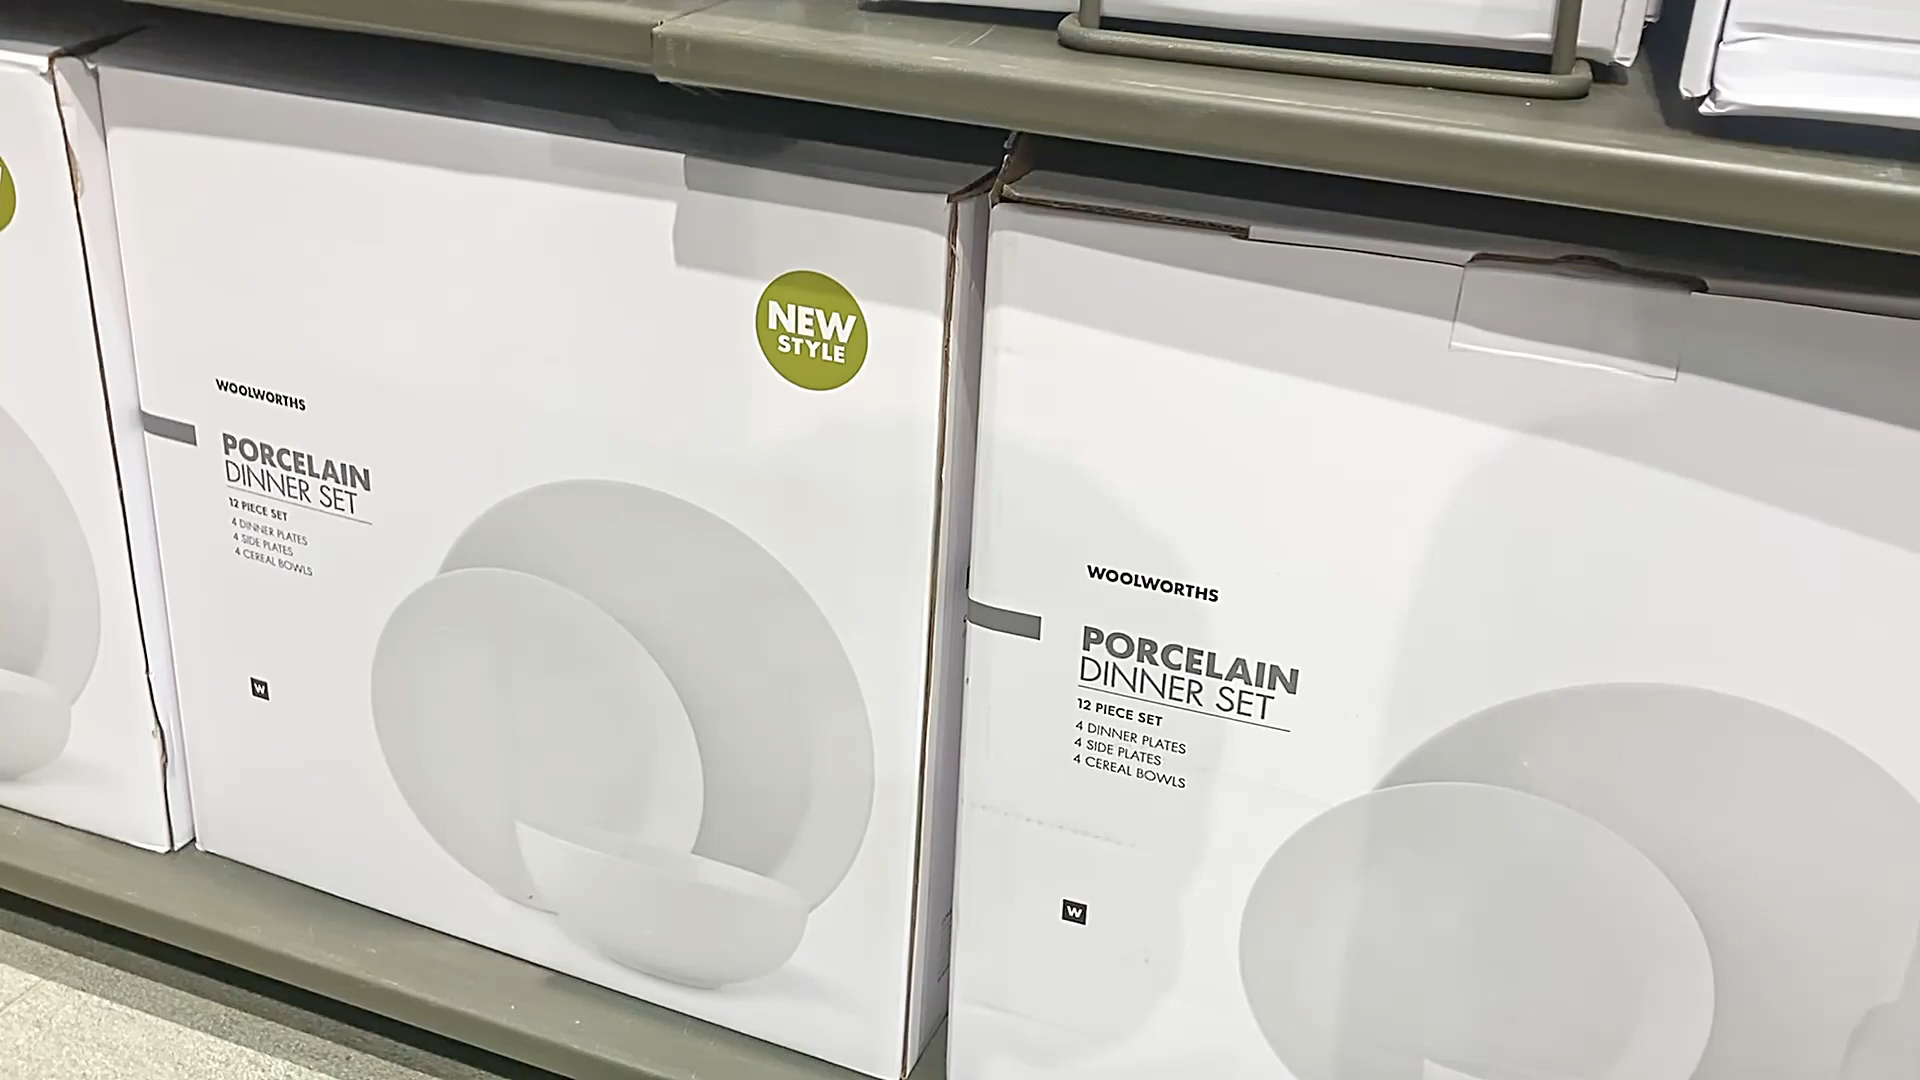 NEW
STYLE
WOOLWORTHS
PORCELAIN
DINNER SET
12 PIECE SET
4 DINNER PLATES
4 SIDE PLATES
4 CEREAL BOWLS
W
WOOLWORTHS
PORCELAIN
DINNER SET
12 PIECE SET
4 DINNER PLATES
4 SIDE PLATES
4 CEREAL BOWLS
W